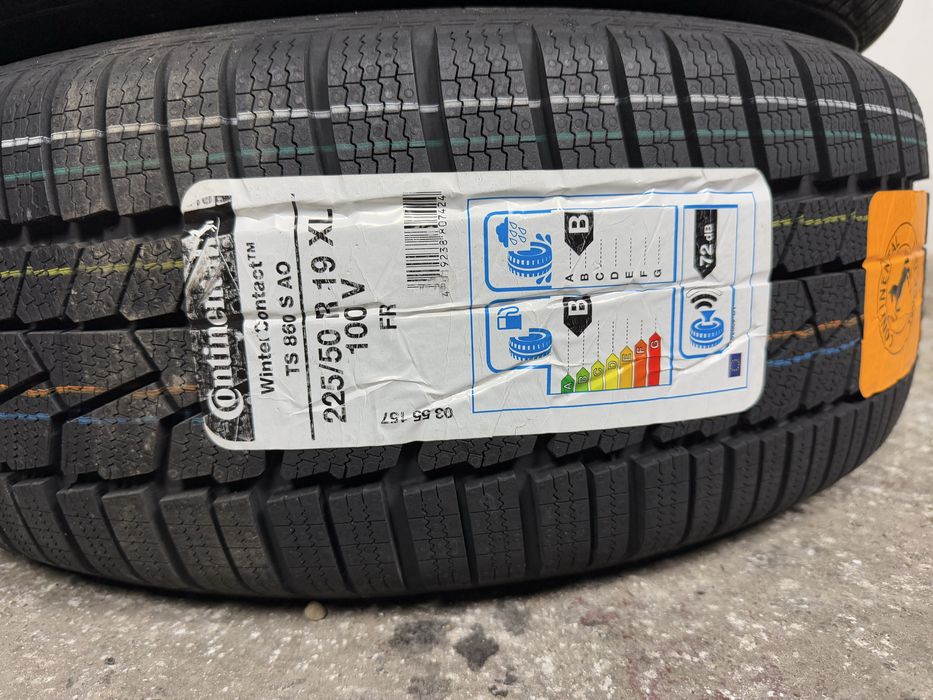 Continental
WinterContact™
TS 860 S AO
225/50 R 19 XL
100 V
FR
03 55 157
B
A
B
C
D
E
F
G
B
A
B
C
D
E
F
G
72 dB